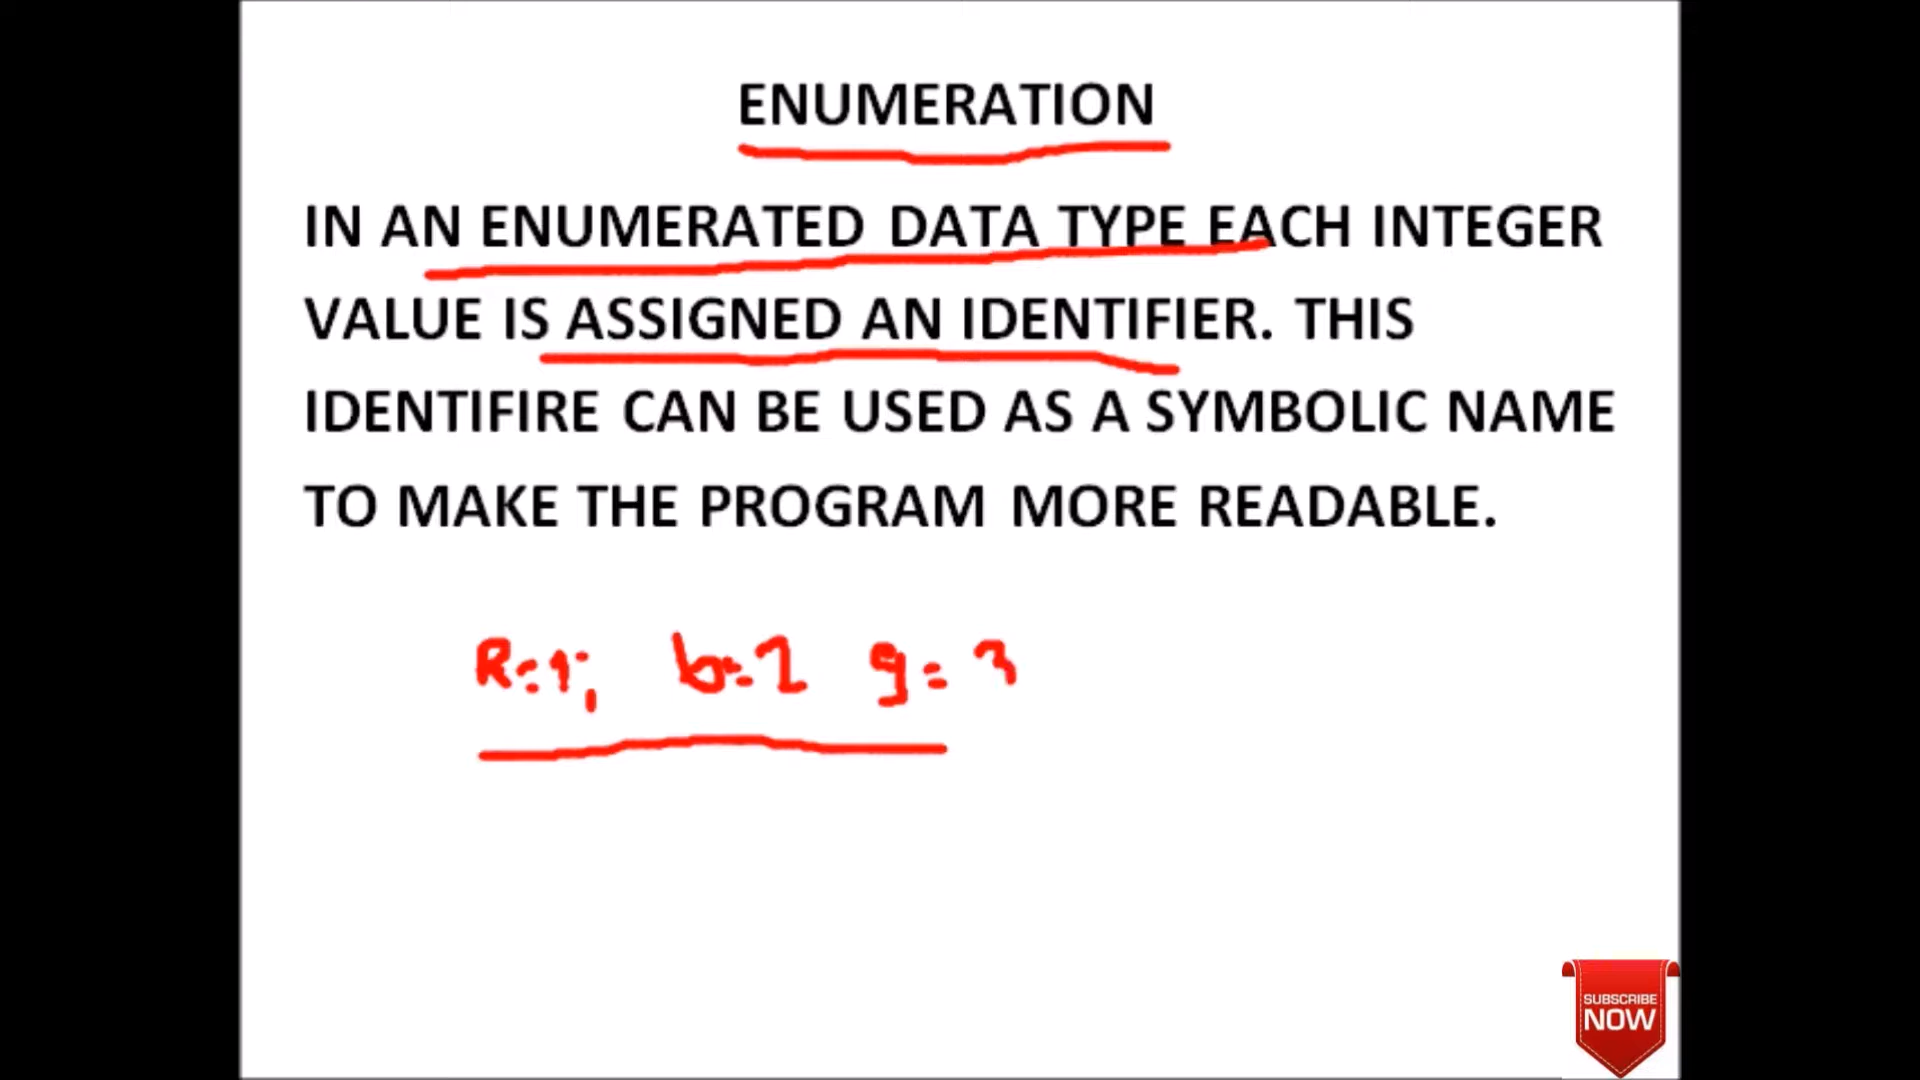 ENUMERATION
IN AN ENUMERATED DATA TYPE EACH INTEGER
VALUE IS ASSIGNED AN IDENTIFIER. THIS
IDENTIFIRE CAN BE USED AS A SYMBOLIC NAME
TO MAKE THE PROGRAM MORE READABLE.
R=1; b=2 g=3
SUBSCRIBE
NOW